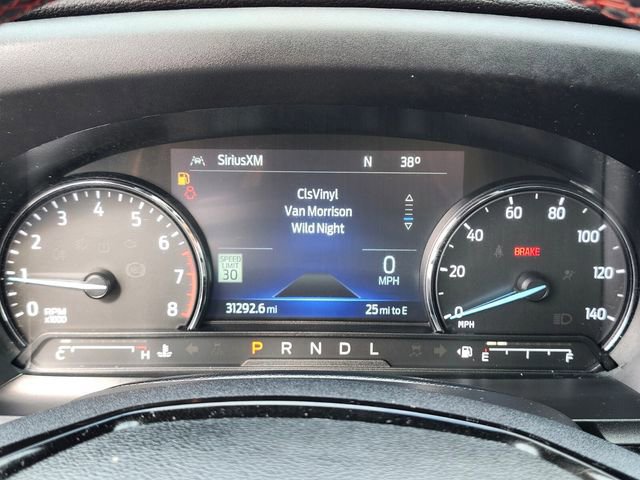 SiriusXM N 38°
ClsVinyl
Van Morrison
Wild Night
SPEED
LIMIT
30
0
MPH
31292.6 mi 25 mi to E
0 1 2 3 4 5 6 7 8
RPM
x1000
0 20 40 60 80 100 120 140
BRAKE
MPH
C H P R N D L E F